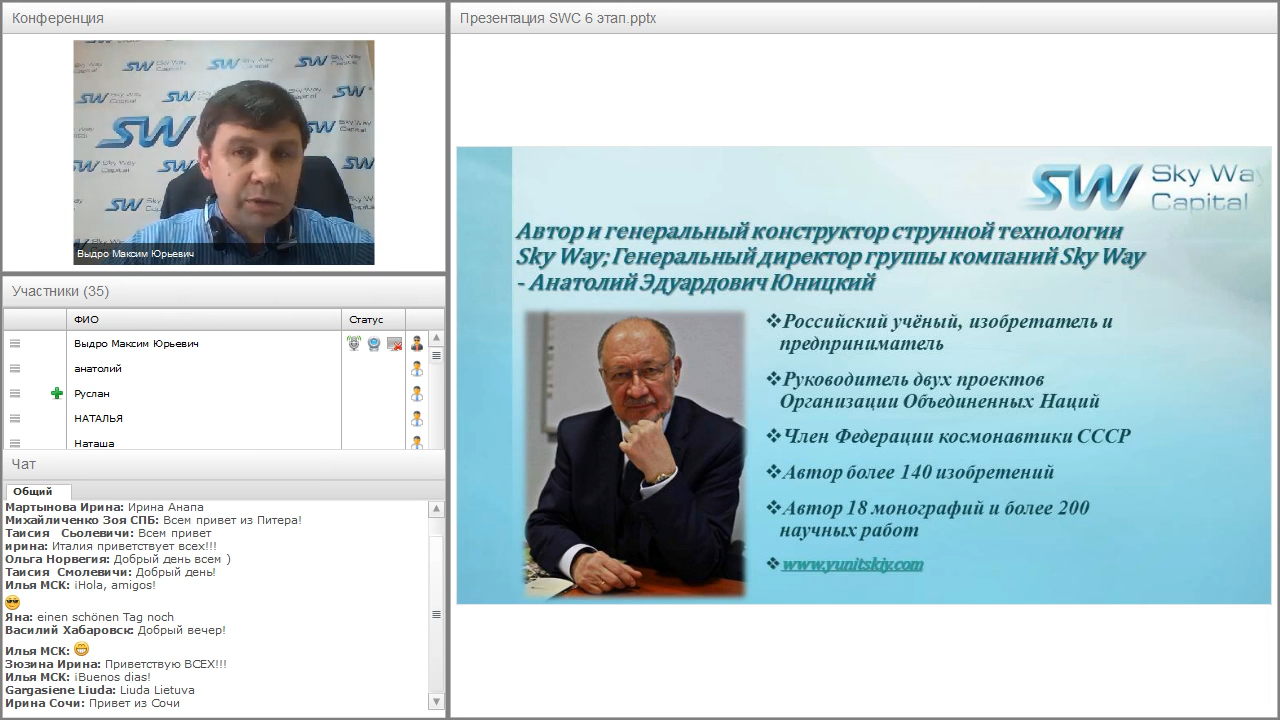 Конференция
SW Sky Way Capital
Выдро Максим Юрьевич
Участники (35)
ФИО
Статус
Выдро Максим Юрьевич
анатолий
Руслан
НАТАЛЬЯ
Наташа
Чат
Общий
Мартынова Ирина: Ирина Анапа
Михайличенко Зоя СПБ: Всем привет из Питера!
Таисия Сьолевичи: Всем привет
ирина: Италия приветствует всех!!!
Ольга Норвегия: Добрый день всем )
Таисия Смолевичи: Добрый день!
Илья МСК: ¡Hola, amigos!
Яна: einen schönen Tag noch
Василий Хабаровск: Добрый вечер!
Илья МСК:
Зюзина Ирина: Приветствую ВСЕХ!!!
Илья МСК: ¡Buenos dias!
Gargasiene Liuda: Liuda Lietuva
Ирина Сочи: Привет из Сочи
Презентация SWC 6 этап.pptx
SW Sky Way
Capital
Автор и генеральный конструктор струнной технологии
Sky Way; Генеральный директор группы компаний Sky Way
- Анатолий Эдуардович Юницкий
❖Российский учёный, изобретатель и
предприниматель
❖Руководитель двух проектов
Организации Объединенных Наций
❖Член Федерации космонавтики СССР
❖Автор более 140 изобретений
❖Автор 18 монографий и более 200
научных работ
❖www.yunitskiy.com